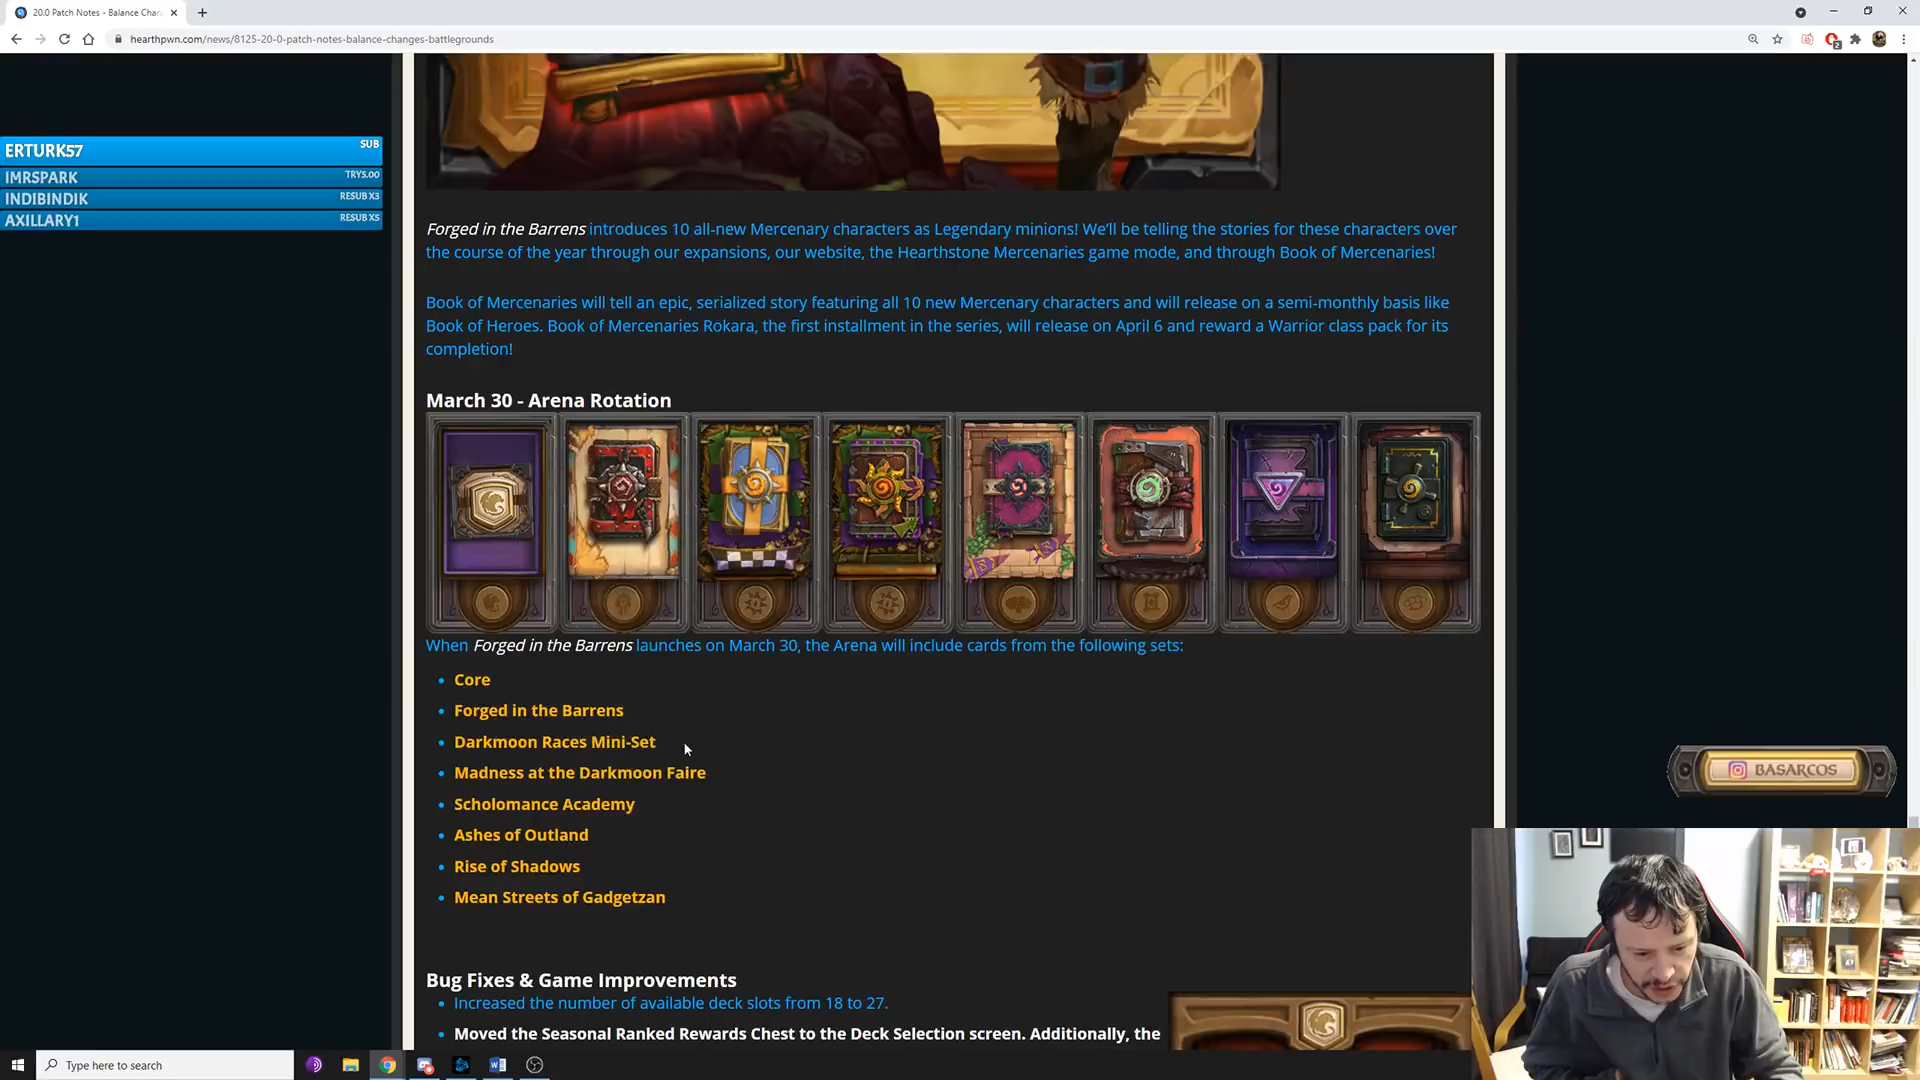 20.0 Patch Notes - Balance Chan
hearthpwn.com/news/8125-20-0-patch-notes-balance-changes-battlegrounds
2
ERTURK57 SUB
IMRSPARK TRY5.00
INDIBINDIK RESUB X3
AXILLARY1 RESUB X5
Forged in the Barrens introduces 10 all-new Mercenary characters as Legendary minions! We'll be telling the stories for these characters over
the course of the year through our expansions, our website, the Hearthstone Mercenaries game mode, and through Book of Mercenaries!
Book of Mercenaries will tell an epic, serialized story featuring all 10 new Mercenary characters and will release on a semi-monthly basis like
Book of Heroes. Book of Mercenaries Rokara, the first installment in the series, will release on April 6 and reward a Warrior class pack for its
completion!
March 30 - Arena Rotation
When Forged in the Barrens launches on March 30, the Arena will include cards from the following sets:
Core
Forged in the Barrens
Darkmoon Races Mini-Set
Madness at the Darkmoon Faire
Scholomance Academy
Ashes of Outland
Rise of Shadows
Mean Streets of Gadgetzan
BASARCOS
Bug Fixes & Game Improvements
Increased the number of available deck slots from 18 to 27.
Moved the Seasonal Ranked Rewards Chest to the Deck Selection screen. Additionally, the
Type here to search